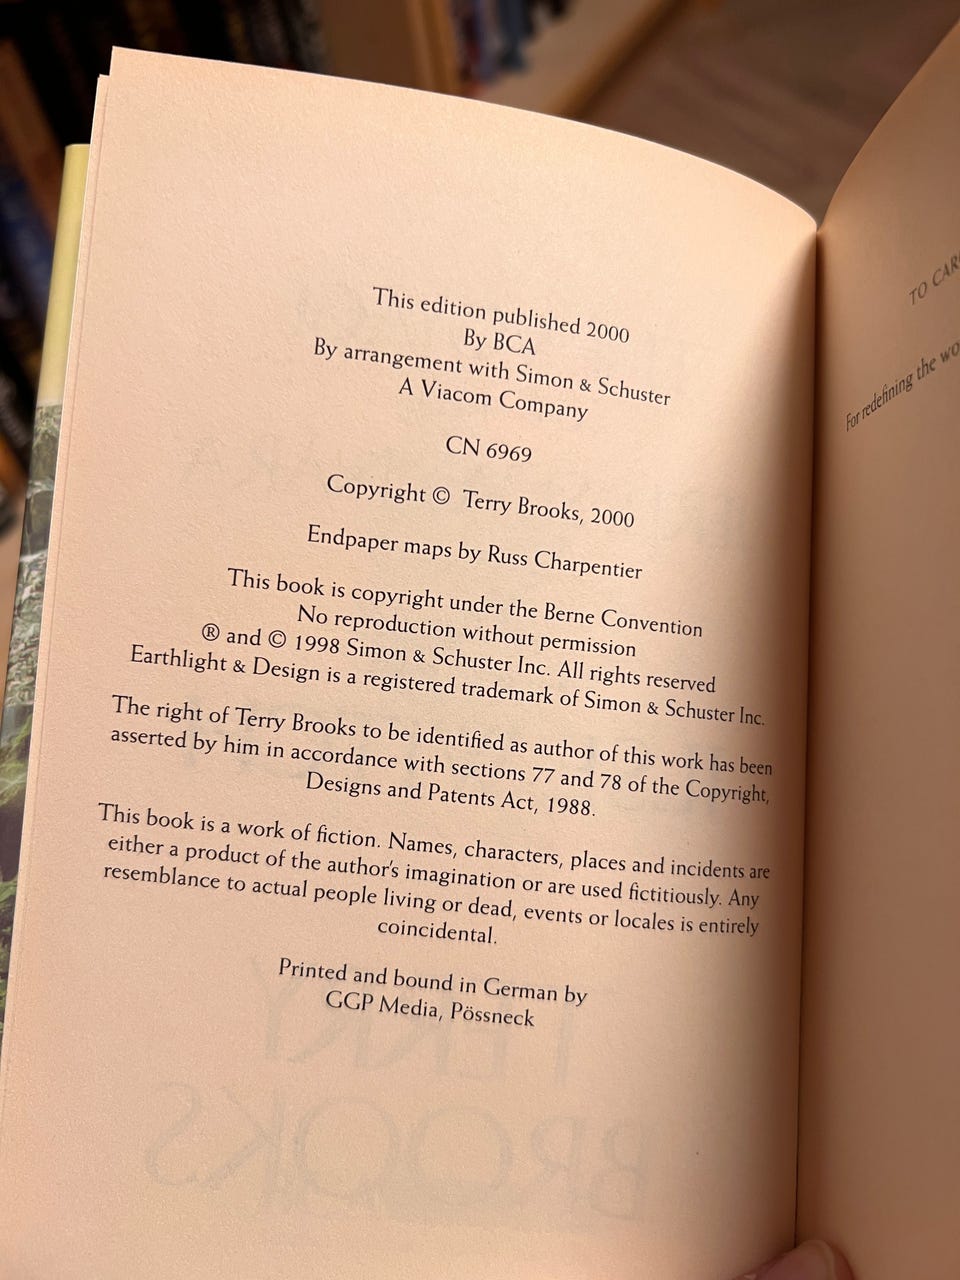 This edition published 2000
By BCA
By arrangement with Simon & Schuster
A Viacom Company
CN 6969
Copyright © Terry Brooks, 2000
Endpaper maps by Russ Charpentier
This book is copyright under the Berne Convention
No reproduction without permission
® and © 1998 Simon & Schuster Inc. All rights reserved
Earthlight & Design is a registered trademark of Simon & Schuster Inc.
The right of Terry Brooks to be identified as author of this work has been
asserted by him in accordance with sections 77 and 78 of the Copyright,
Designs and Patents Act, 1988.
This book is a work of fiction. Names, characters, places and incidents are
either a product of the author's imagination or are used fictitiously. Any
resemblance to actual people living or dead, events or locales is entirely
coincidental.
Printed and bound in German by
GGP Media, Pössneck
TERRY
BROOKS
TO
For redefining the